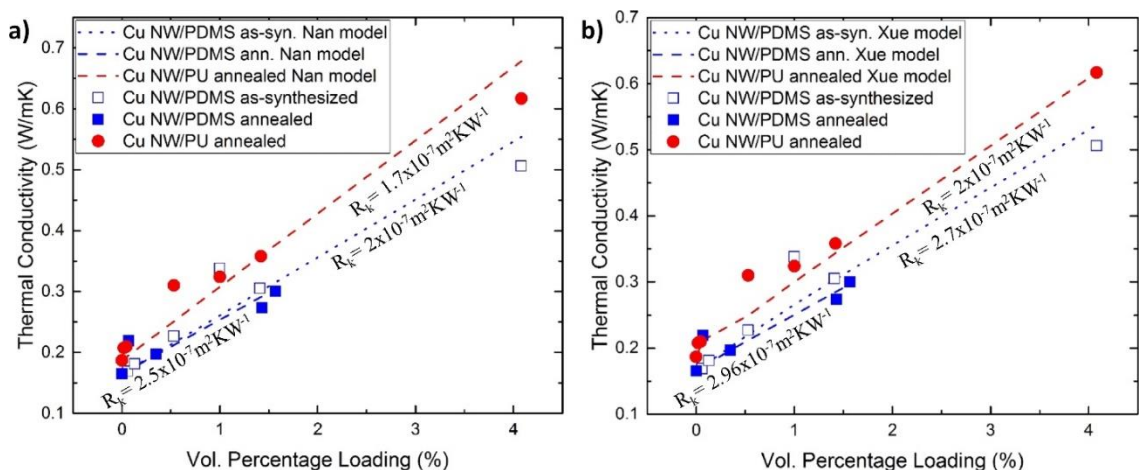 a)
Cu NW/PDMS as-syn. Nan model
Cu NW/PDMS ann. Nan model
Cu NW/PU annealed Nan model
Cu NW/PDMS as-synthesized
Cu NW/PDMS annealed
Cu NW/PU annealed
R_k= 1.7x10⁻⁷m²KW⁻¹
R_k= 2x10⁻⁷m²KW⁻¹
R_k= 2.5x10⁻⁷m²KW⁻¹
Thermal Conductivity (W/mK)
0.7
0.6
0.5
0.4
0.3
0.2
0.1
0 1 2 3 4
Vol. Percentage Loading (%)
b)
Cu NW/PDMS as-syn. Xue model
Cu NW/PDMS ann. Xue model
Cu NW/PU annealed Xue model
Cu NW/PDMS as-synthesized
Cu NW/PDMS annealed
Cu NW/PU annealed
R_k= 2x10⁻⁷m²KW⁻¹
R_k= 2.7x10⁻⁷m²KW⁻¹
R_k= 2.96x10⁻⁷m²KW⁻¹
Thermal Conductivity (W/mK)
0.7
0.6
0.5
0.4
0.3
0.2
0.1
0 1 2 3 4
Vol. Percentage Loading (%)